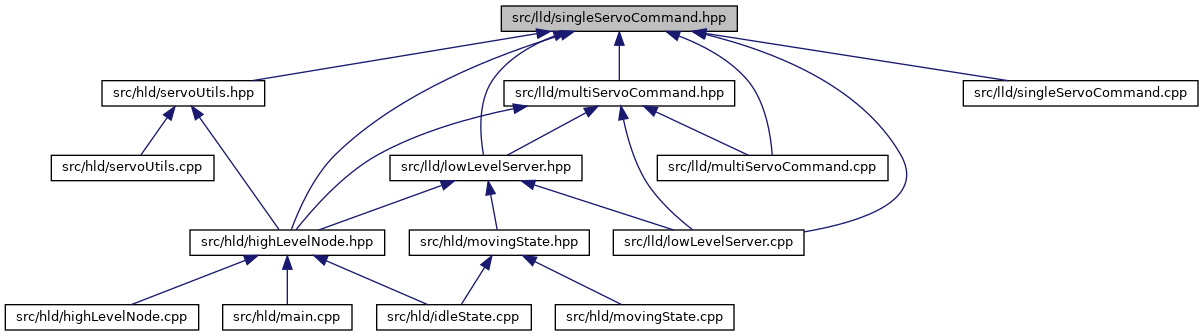 src/lld/singleServoCommand.hpp
src/hld/servoUtils.hpp
src/lld/multiServoCommand.hpp
src/lld/singleServoCommand.cpp
src/hld/servoUtils.cpp
src/lld/lowLevelServer.hpp
src/lld/multiServoCommand.cpp
src/hld/highLevelNode.hpp
src/hld/movingState.hpp
src/lld/lowLevelServer.cpp
src/hld/highLevelNode.cpp
src/hld/main.cpp
src/hld/idleState.cpp
src/hld/movingState.cpp